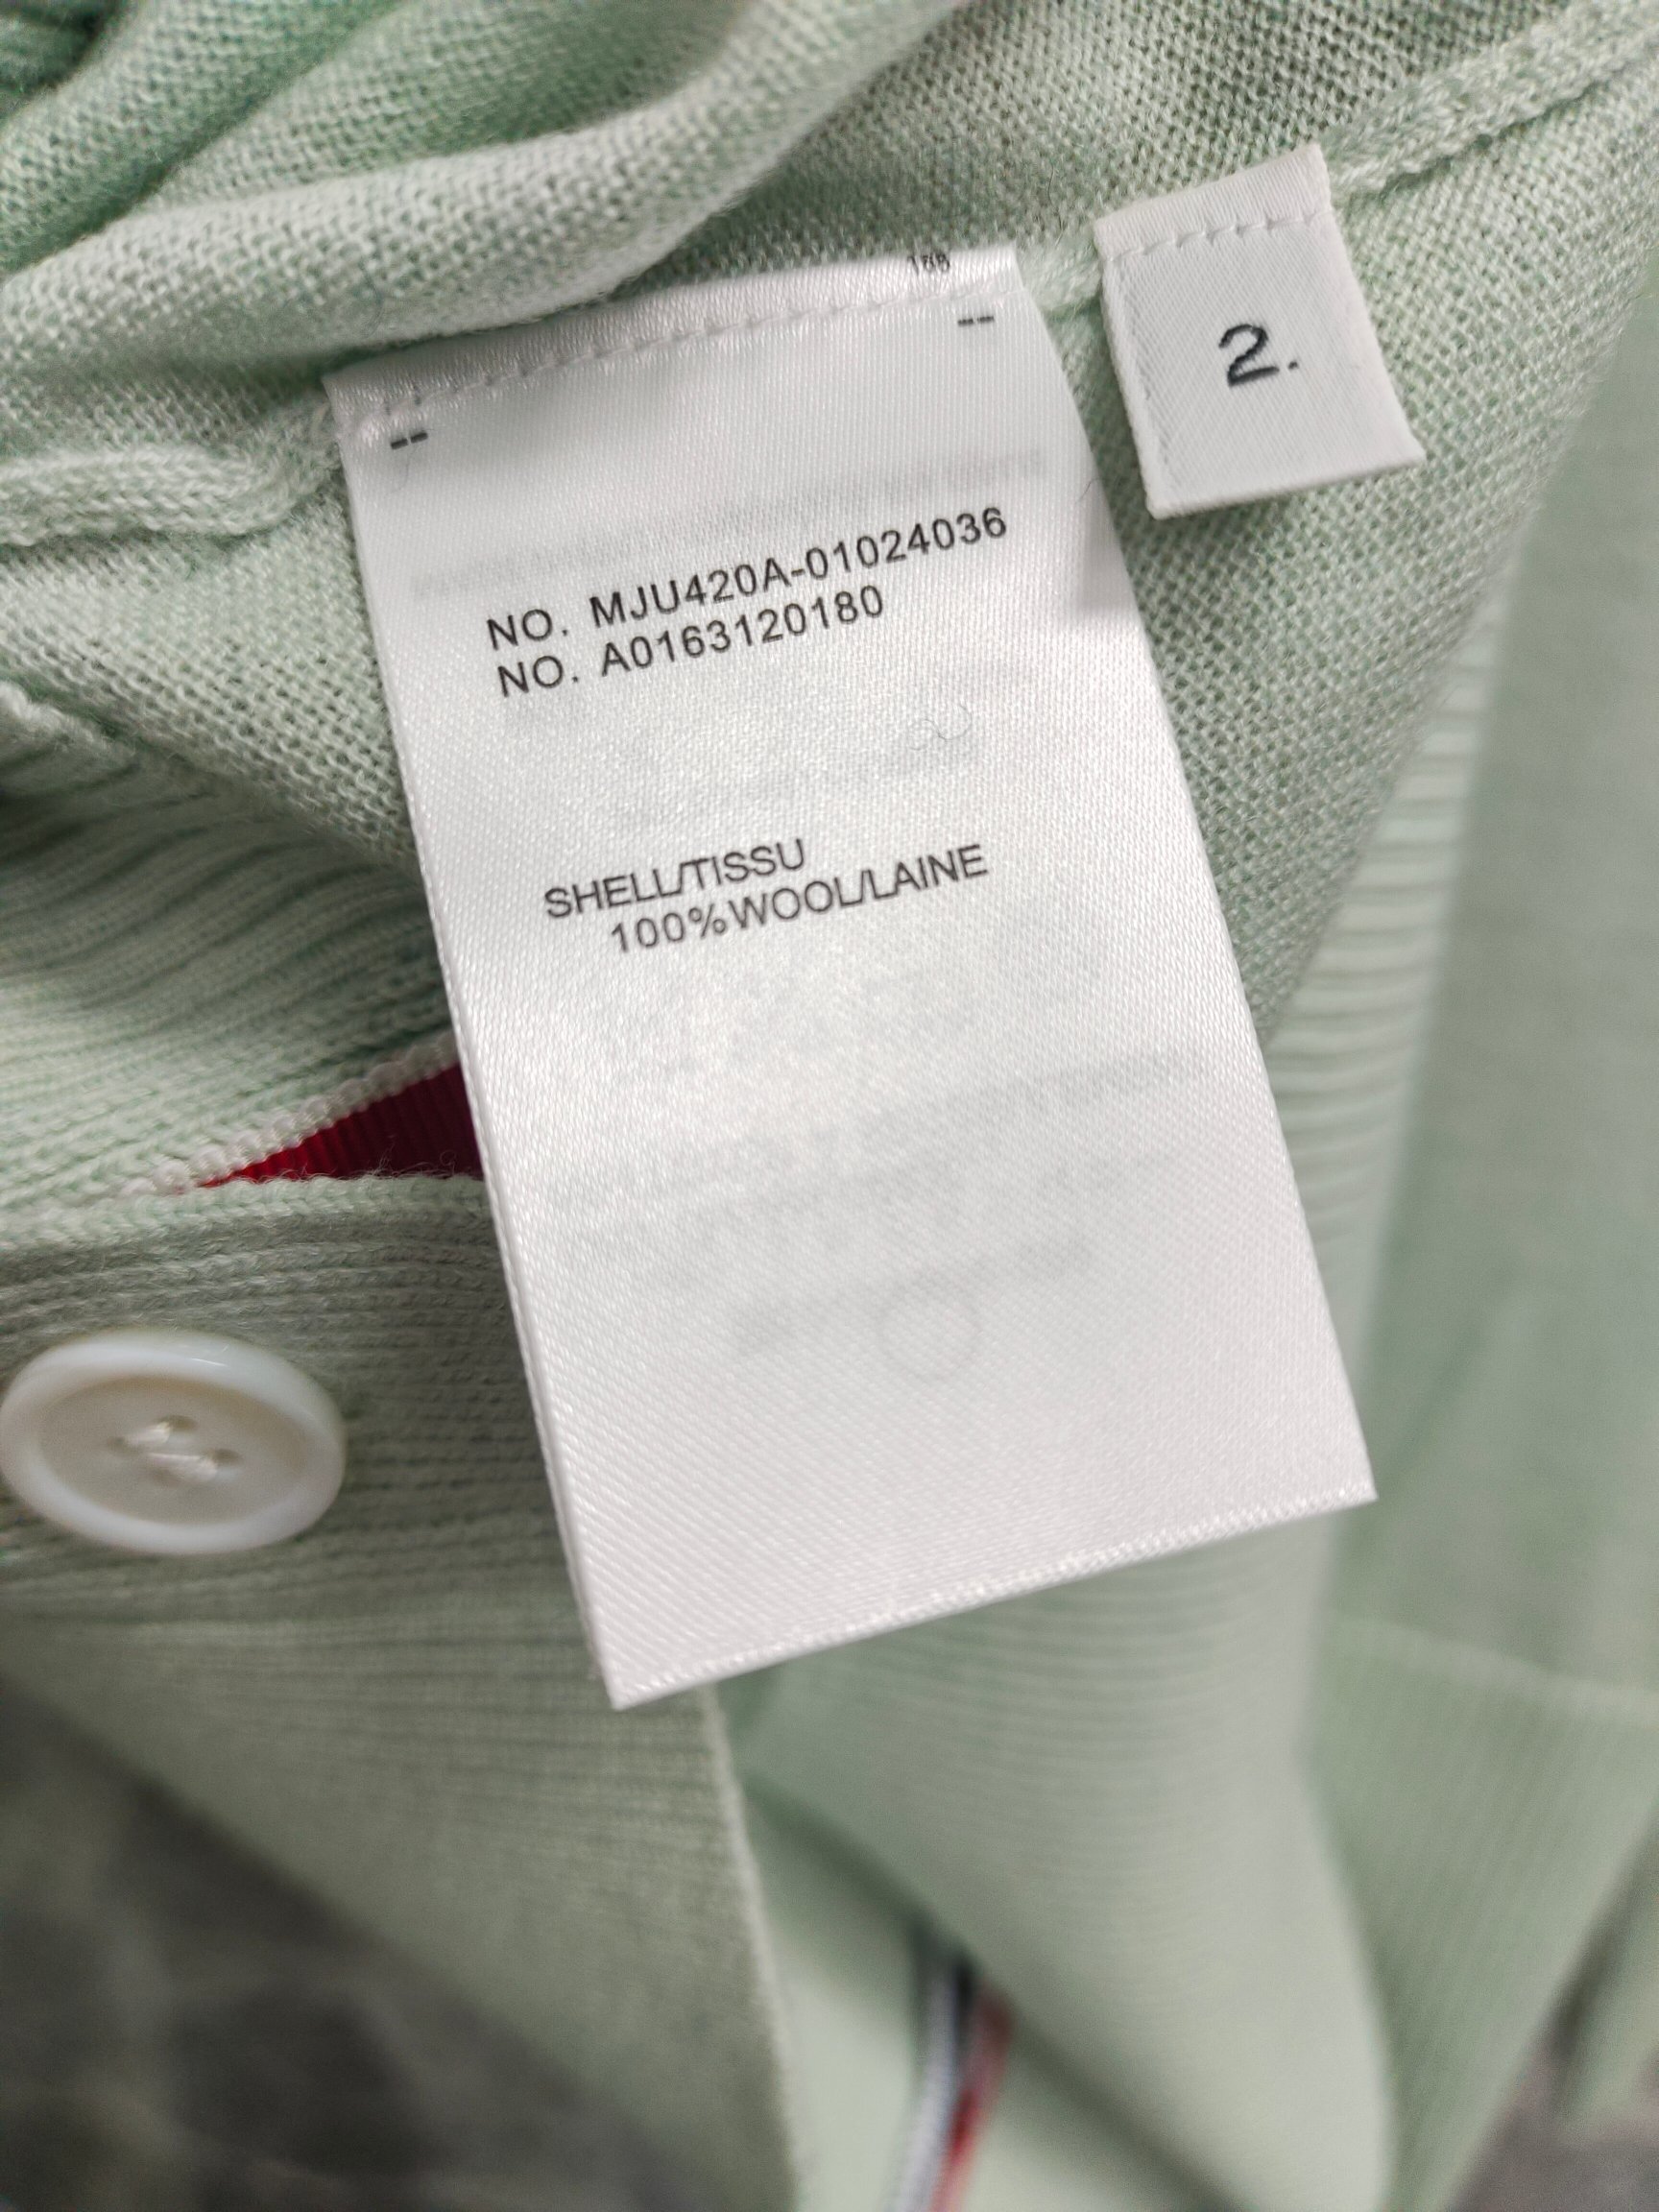 2.
--
--
NO. MJU420A-01024036
NO. A0163120180
SHELL/TISSU
100%WOOL/LAINE